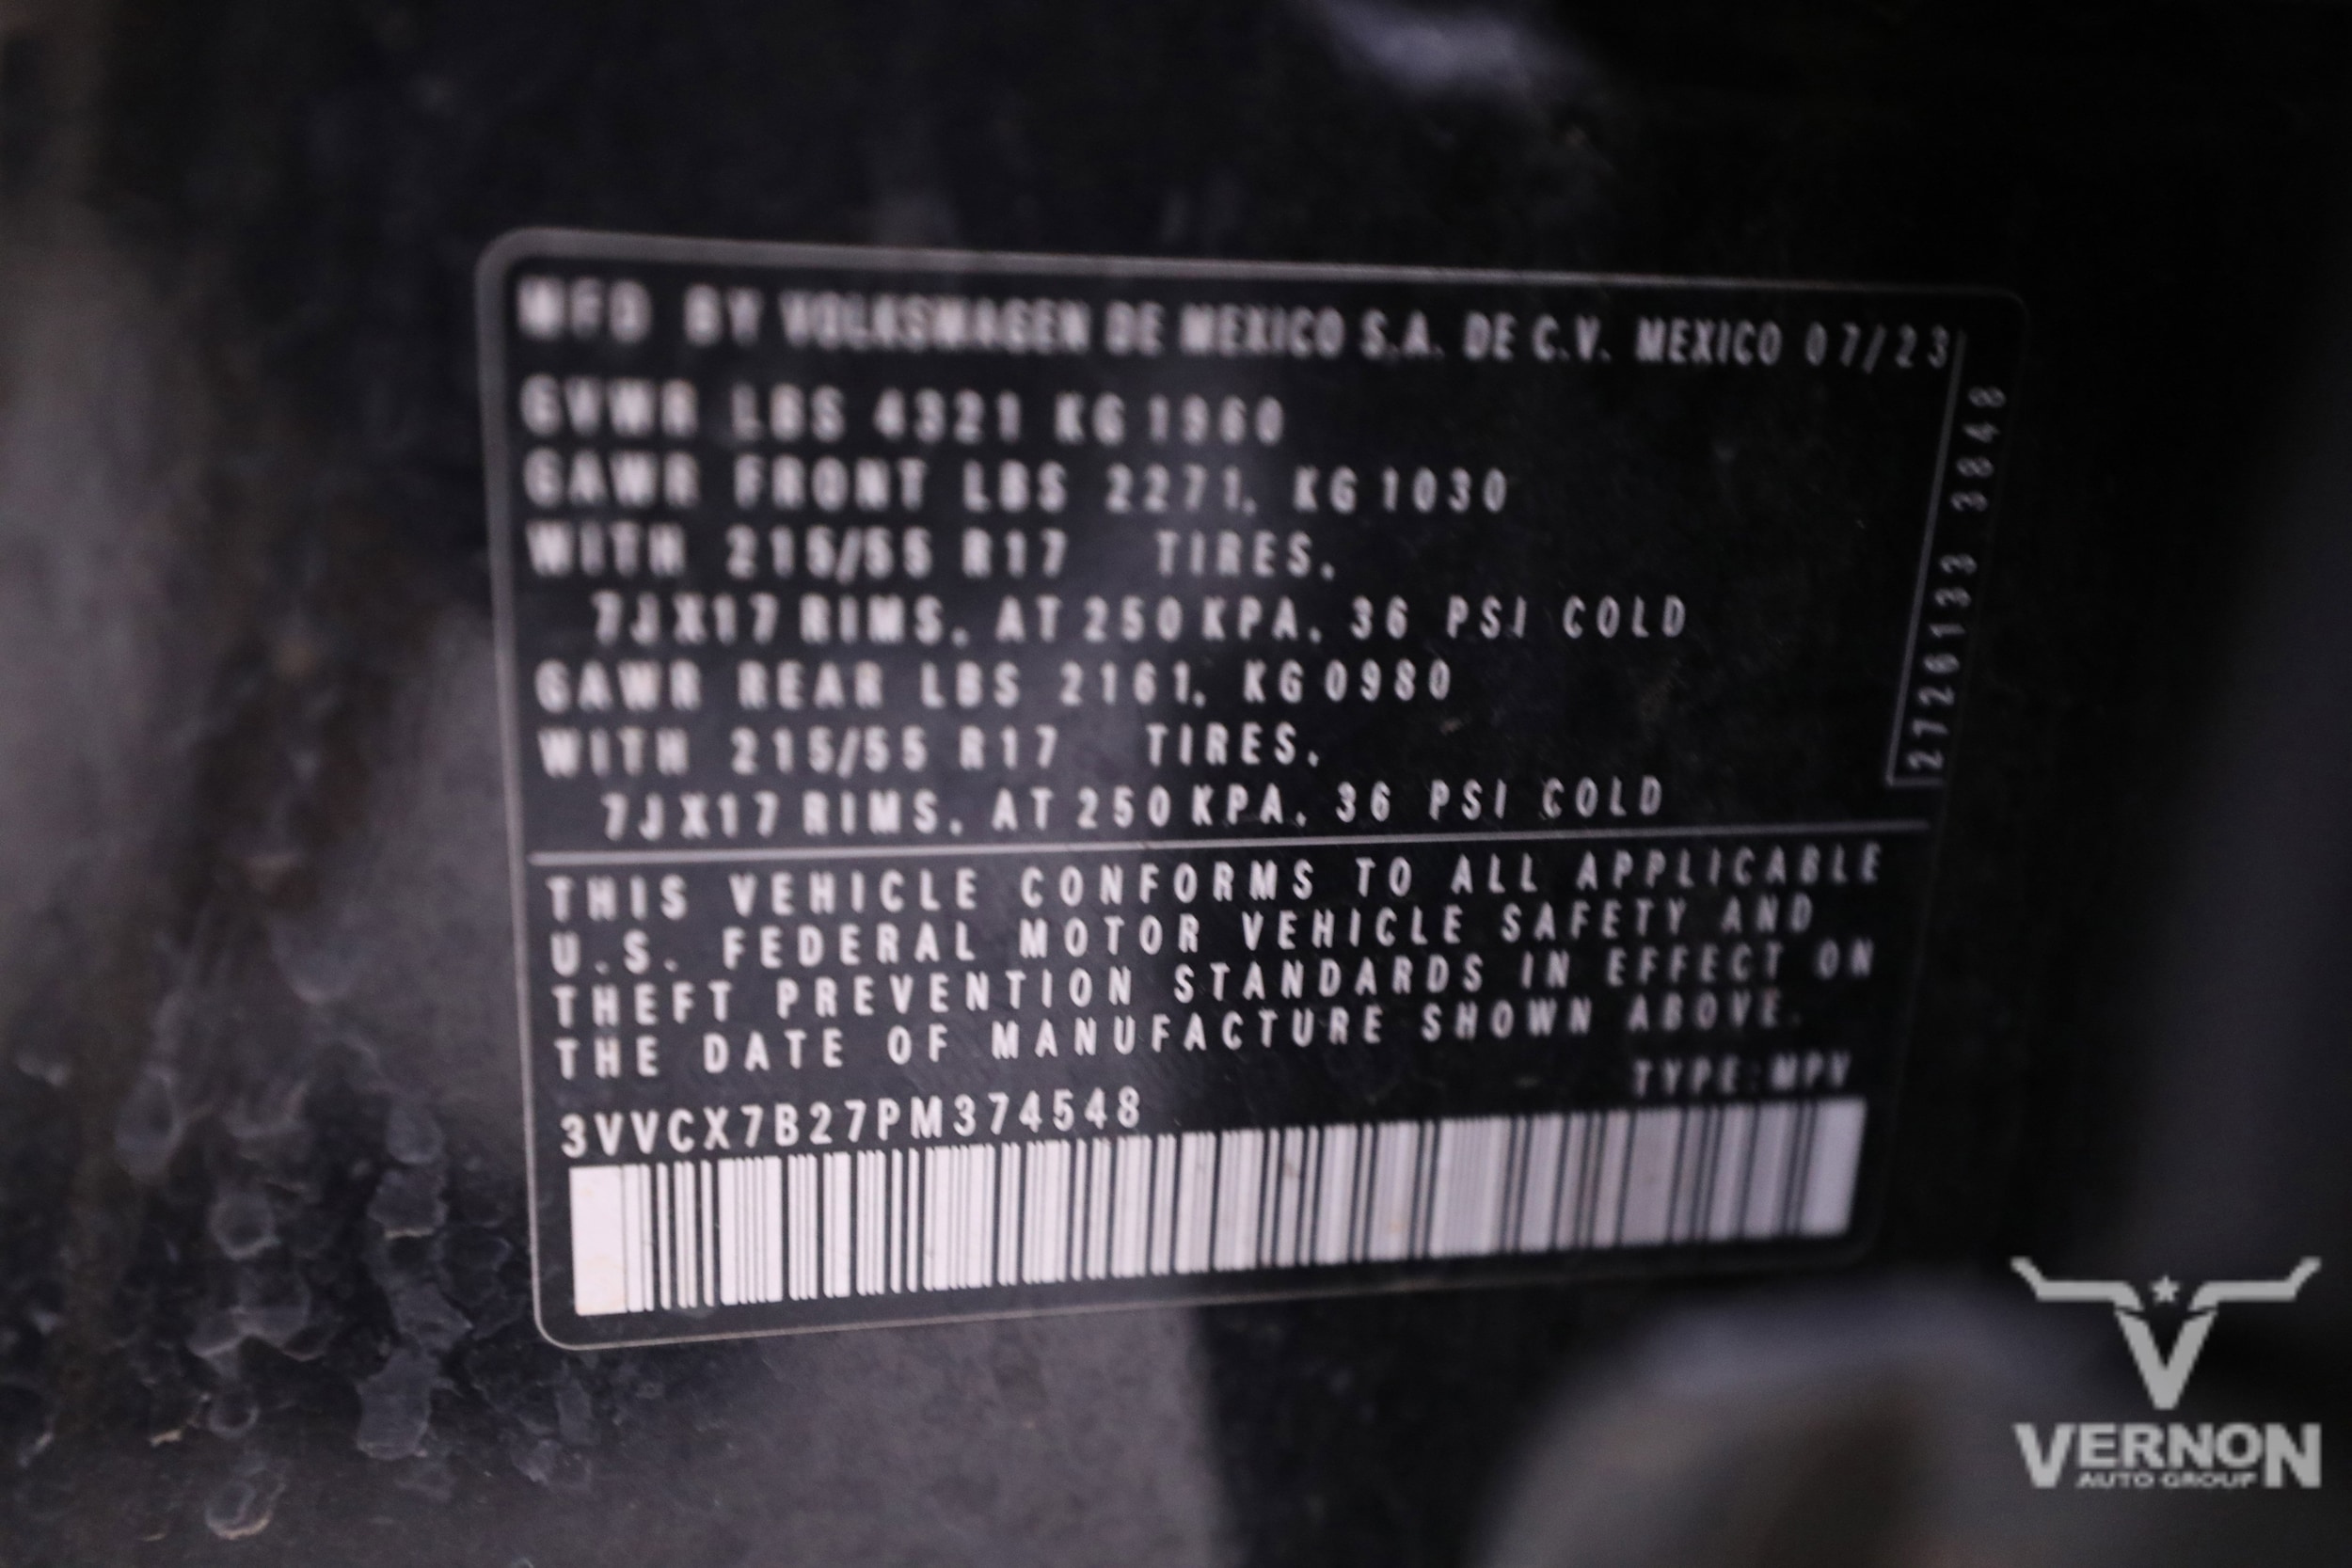 MFD BY VOLKSWAGEN DE MEXICO S.A. DE C.V. MEXICO 07/23
GVWR LBS 4321 KG 1960
GAWR FRONT LBS 2271, KG 1030
WITH 215/55 R17 TIRES,
7JX17 RIMS, AT 250 KPA, 36 PSI COLD
GAWR REAR LBS 2161, KG 0980
WITH 215/55 R17 TIRES,
7JX17 RIMS, AT 250 KPA, 36 PSI COLD
2726133 3848
THIS VEHICLE CONFORMS TO ALL APPLICABLE
U.S. FEDERAL MOTOR VEHICLE SAFETY AND
THEFT PREVENTION STANDARDS IN EFFECT ON
THE DATE OF MANUFACTURE SHOWN ABOVE.
TYPE:MPV
3VVCX7B27PM374548
VERNON
AUTO GROUP